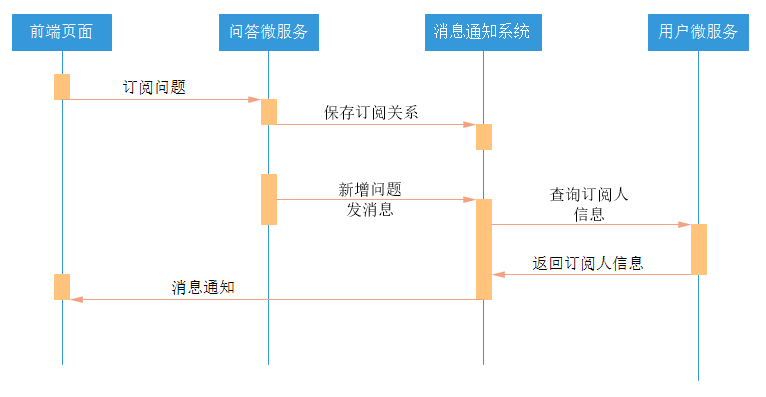 前端页面
问答微服务
消息通知系统
用户微服务
订阅问题
保存订阅关系
新增问题
发消息
查询订阅人
信息
返回订阅人信息
消息通知